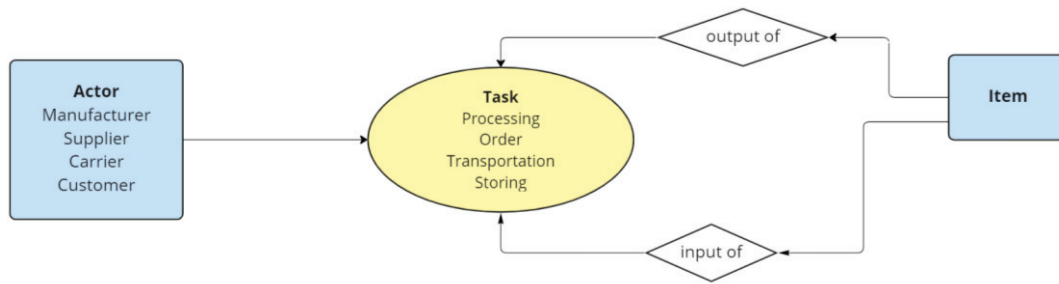 Actor
Manufacturer
Supplier
Carrier
Customer
Task
Processing
Order
Transportation
Storing
output of
input of
Item